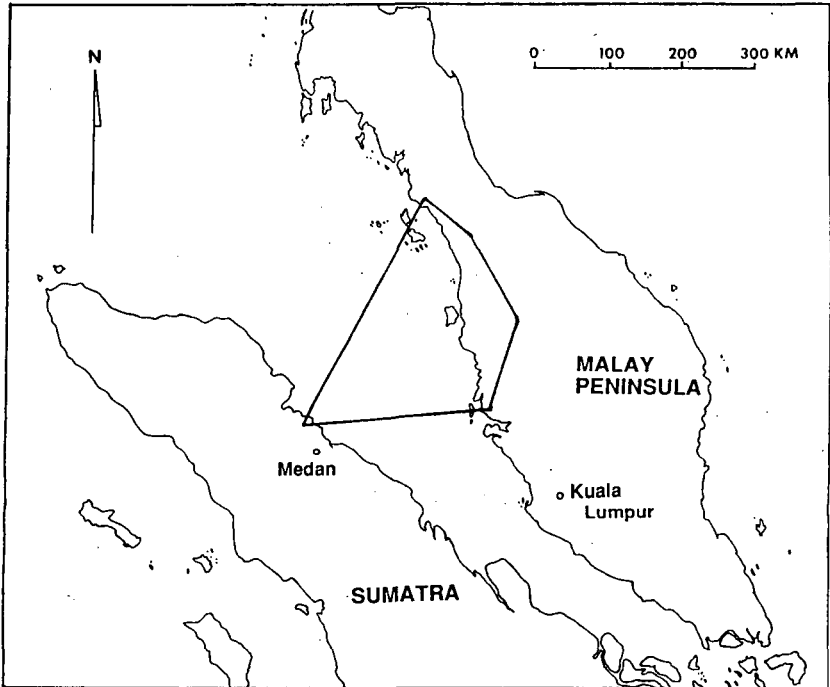 N
0 100 200 300 KM
MALAY
PENINSULA
Medan
Kuala
Lumpur
SUMATRA